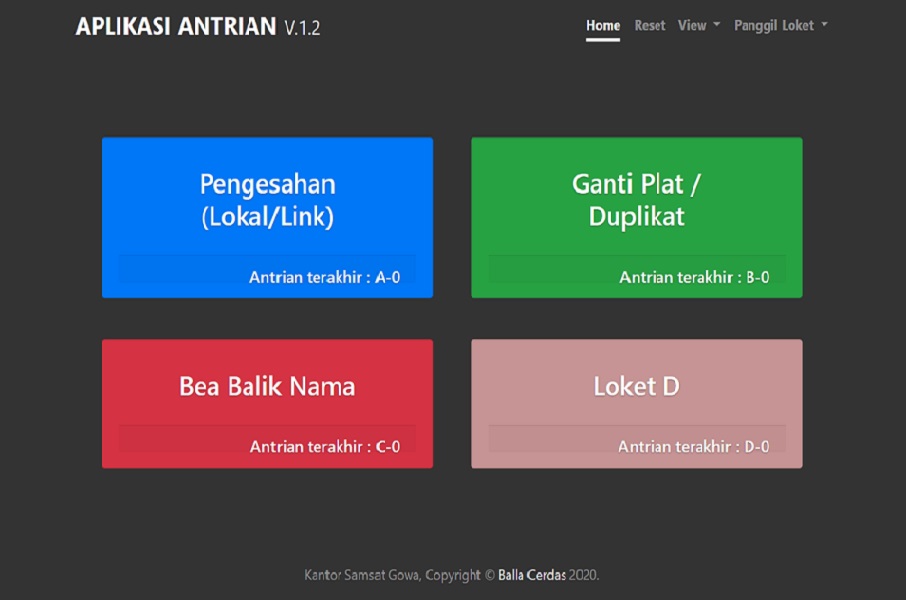 APLIKASI ANTRIAN V.1.2
Home Reset View Panggil Loket
Pengesahan
(Lokal/Link)
Antrian terakhir : A-0
Ganti Plat /
Duplikat
Antrian terakhir : B-0
Bea Balik Nama
Antrian terakhir : C-0
Loket D
Antrian terakhir : D-0
Kantor Samsat Gowa, Copyright © Balla Cerdas 2020.